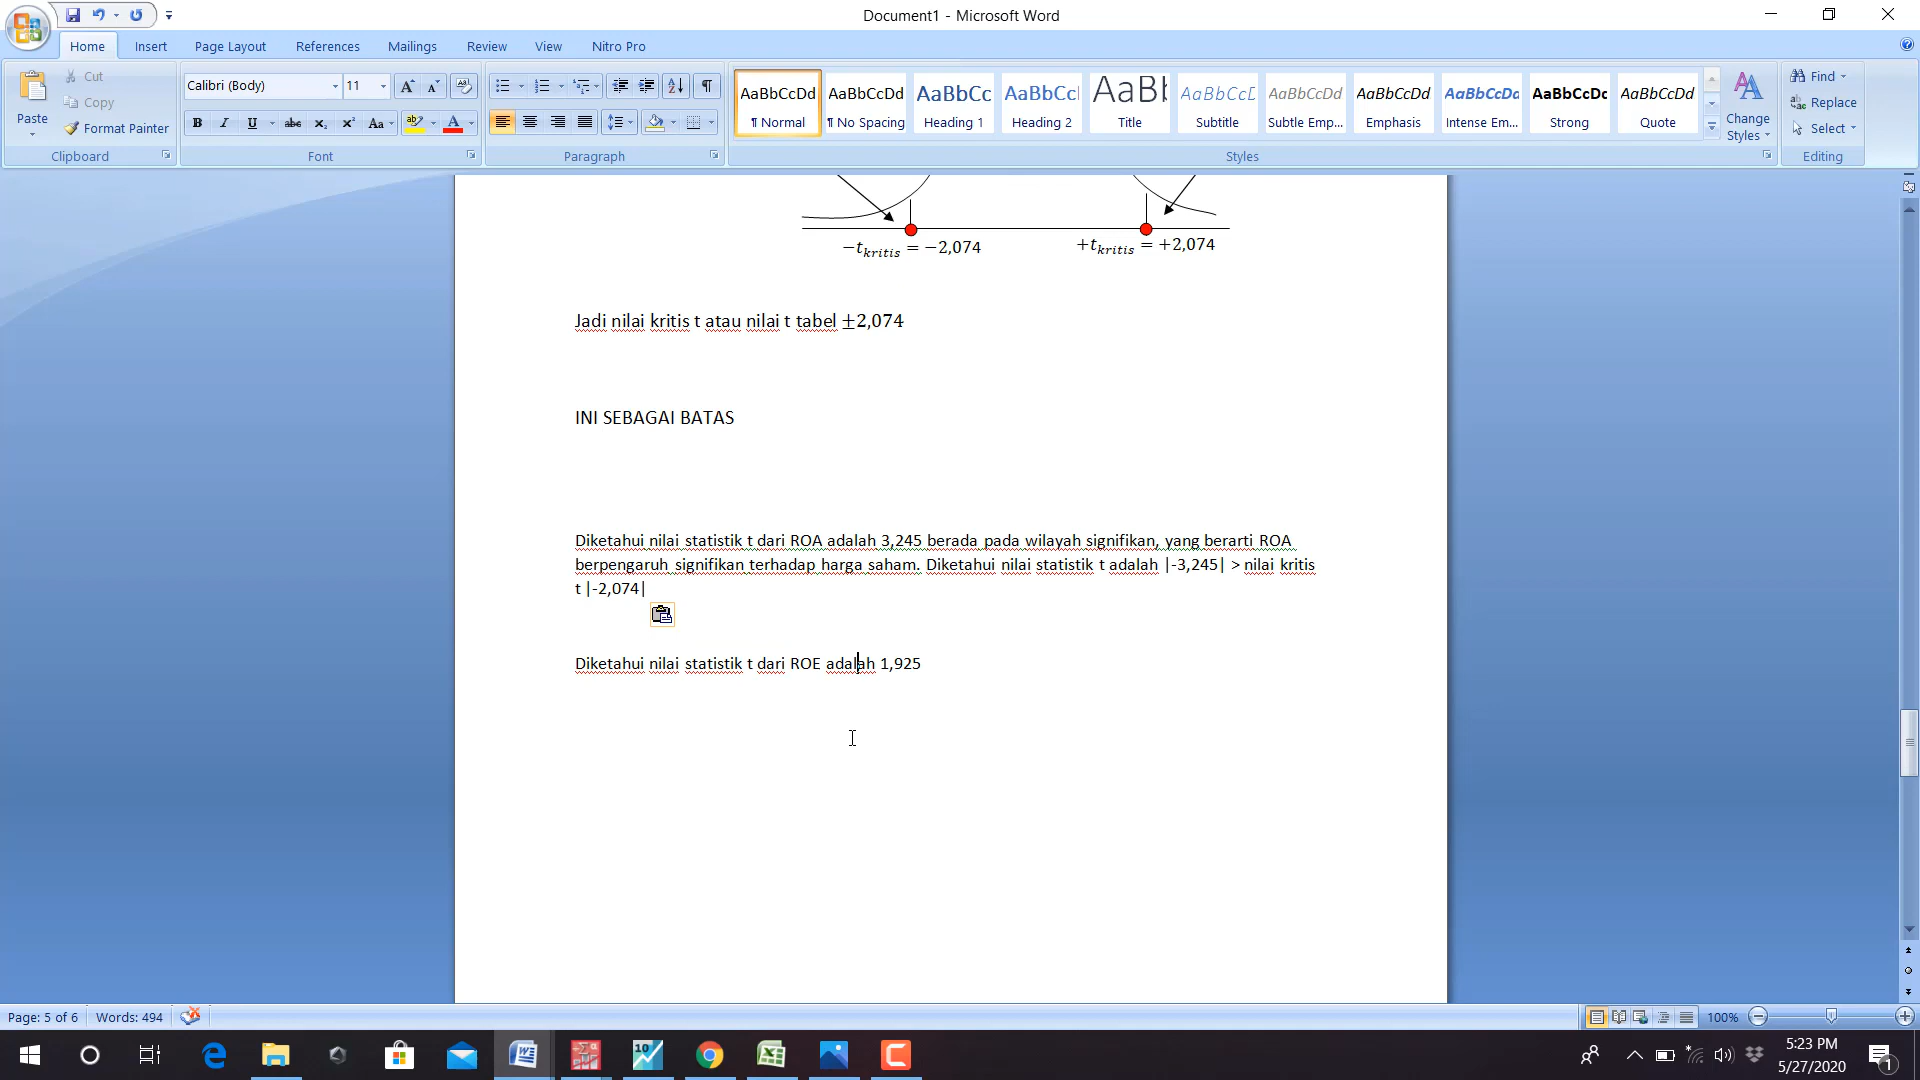 Document1 - Microsoft Word
Home Insert Page Layout References Mailings Review View Nitro Pro
Paste Cut Copy Format Painter Clipboard
Calibri (Body) 11 Font
Paragraph
AaBbCcDd ¶ Normal
AaBbCcDd ¶ No Spacing
AaBbCc Heading 1
AaBbCcI Heading 2
AaBl Title
AaBbCcL Subtitle
AaBbCcDd Subtle Emp...
AaBbCcDd Emphasis
AaBbCcDd Intense Em...
AaBbCcDc Strong
AaBbCcDd Quote
Change Styles
Styles
Find Replace Select Editing
−t kritis = −2,074 +t kritis = +2,074
Jadi nilai kritis t atau nilai t tabel ±2,074
INI SEBAGAI BATAS
Diketahui nilai statistik t dari ROA adalah 3,245 berada pada wilayah signifikan, yang berarti ROA
berpengaruh signifikan terhadap harga saham. Diketahui nilai statistik t adalah |-3,245| > nilai kritis
t |-2,074|
Diketahui nilai statistik t dari ROE adalah 1,925
Page: 5 of 6 Words: 494 100%
5:23 PM
5/27/2020